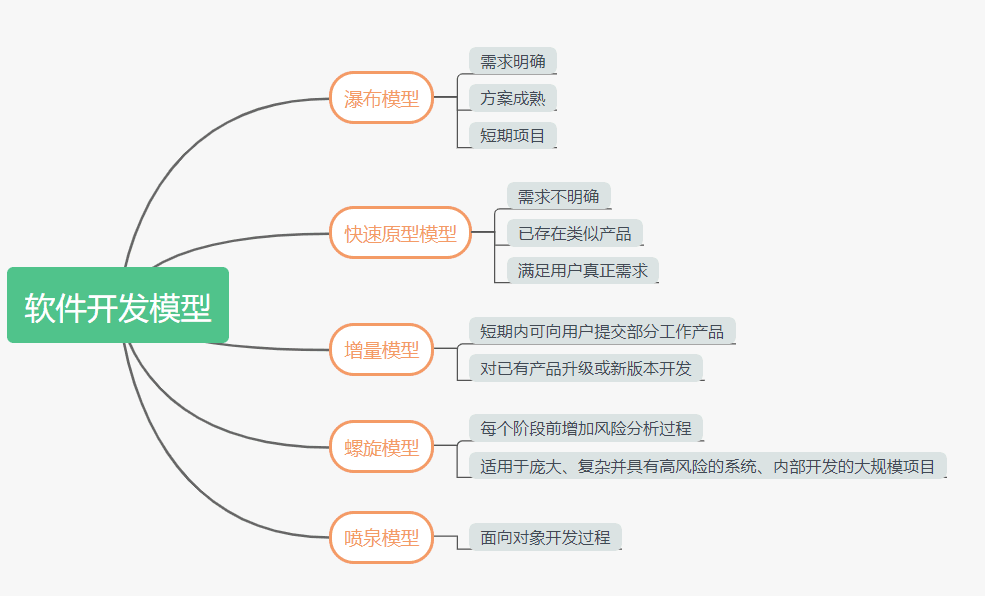 软件开发模型
瀑布模型
需求明确
方案成熟
短期项目
快速原型模型
需求不明确
已存在类似产品
满足用户真正需求
增量模型
短期内可向用户提交部分工作产品
对已有产品升级或新版本开发
螺旋模型
每个阶段前增加风险分析过程
适用于庞大、复杂并具有高风险的系统、内部开发的大规模项目
喷泉模型
面向对象开发过程